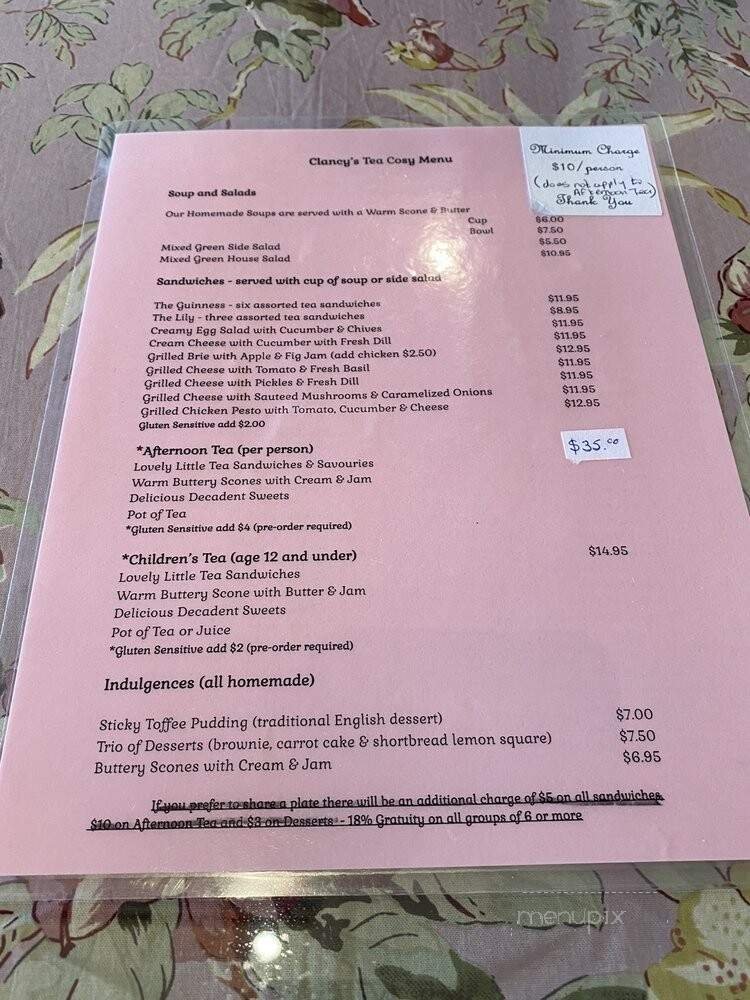 Clancy's Tea Cosy Menu
Minimum Charge
$10/person
(does not apply to
Afternoon Tea)
Thank You
Soup and Salads
Our Homemade Soups are served with a Warm Scone & Butter
Cup $6.00
Bowl $7.50
Mixed Green Side Salad $5.50
Mixed Green House Salad $10.95
Sandwiches - served with cup of soup or side salad
The Guinness - six assorted tea sandwiches $11.95
The Lily - three assorted tea sandwiches $8.95
Creamy Egg Salad with Cucumber & Chives $11.95
Cream Cheese with Cucumber with Fresh Dill $11.95
Grilled Brie with Apple & Fig Jam (add chicken $2.50) $12.95
Grilled Cheese with Tomato & Fresh Basil $11.95
Grilled Cheese with Pickles & Fresh Dill $11.95
Grilled Cheese with Sauteed Mushrooms & Caramelized Onions $11.95
Grilled Chicken Pesto with Tomato, Cucumber & Cheese $12.95
Gluten Sensitive add $2.00
*Afternoon Tea (per person) $35.00
Lovely Little Tea Sandwiches & Savouries
Warm Buttery Scones with Cream & Jam
Delicious Decadent Sweets
Pot of Tea
*Gluten Sensitive add $4 (pre-order required)
*Children's Tea (age 12 and under) $14.95
Lovely Little Tea Sandwiches
Warm Buttery Scone with Butter & Jam
Delicious Decadent Sweets
Pot of Tea or Juice
*Gluten Sensitive add $2 (pre-order required)
Indulgences (all homemade)
Sticky Toffee Pudding (traditional English dessert) $7.00
Trio of Desserts (brownie, carrot cake & shortbread lemon square) $7.50
Buttery Scones with Cream & Jam $6.95
If you prefer to share a plate there will be an additional charge of $5 on all sandwiches,
$10 on Afternoon Tea and $3 on Desserts - 18% Gratuity on all groups of 6 or more
menupix